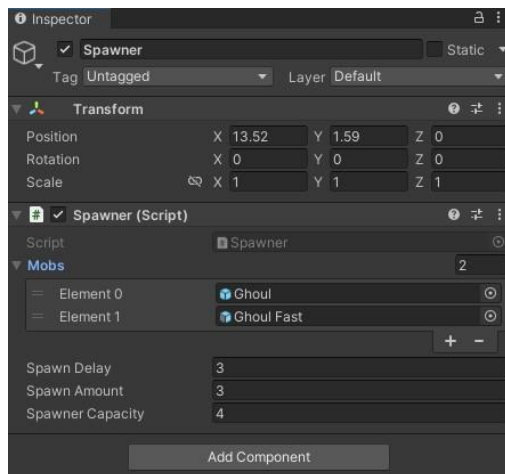 Inspector
Spawner Static
Tag Untagged Layer Default
Transform
Position X 13.52 Y 1.59 Z 0
Rotation X 0 Y 0 Z 0
Scale X 1 Y 1 Z 1
# Spawner (Script)
Script Spawner
Mobs 2
Element 0 Ghoul
Element 1 Ghoul Fast
+ -
Spawn Delay 3
Spawn Amount 3
Spawner Capacity 4
Add Component